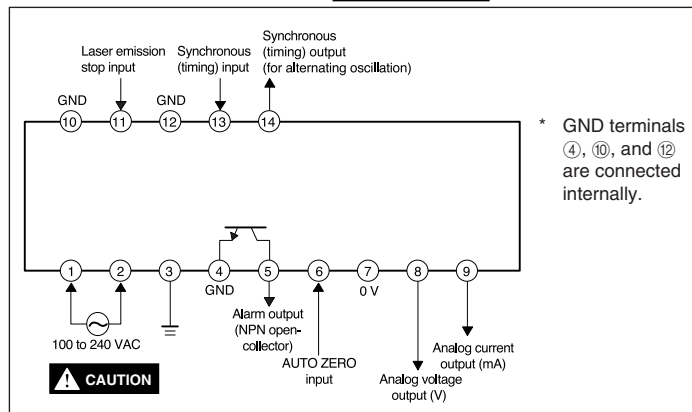 Synchronous
Laser emission Synchronous (timing) output
stop input (timing) input (for alternating oscillation)
GND GND
10 11 12 13 14
* GND terminals
④, ⑩, and ⑫
are connected
internally.
1 2 3 4 5 6 7 8 9
GND 0 V
100 to 240 VAC
Alarm output
(NPN open-
collector)
AUTO ZERO
input
Analog voltage
output (V)
Analog current
output (mA)
CAUTION